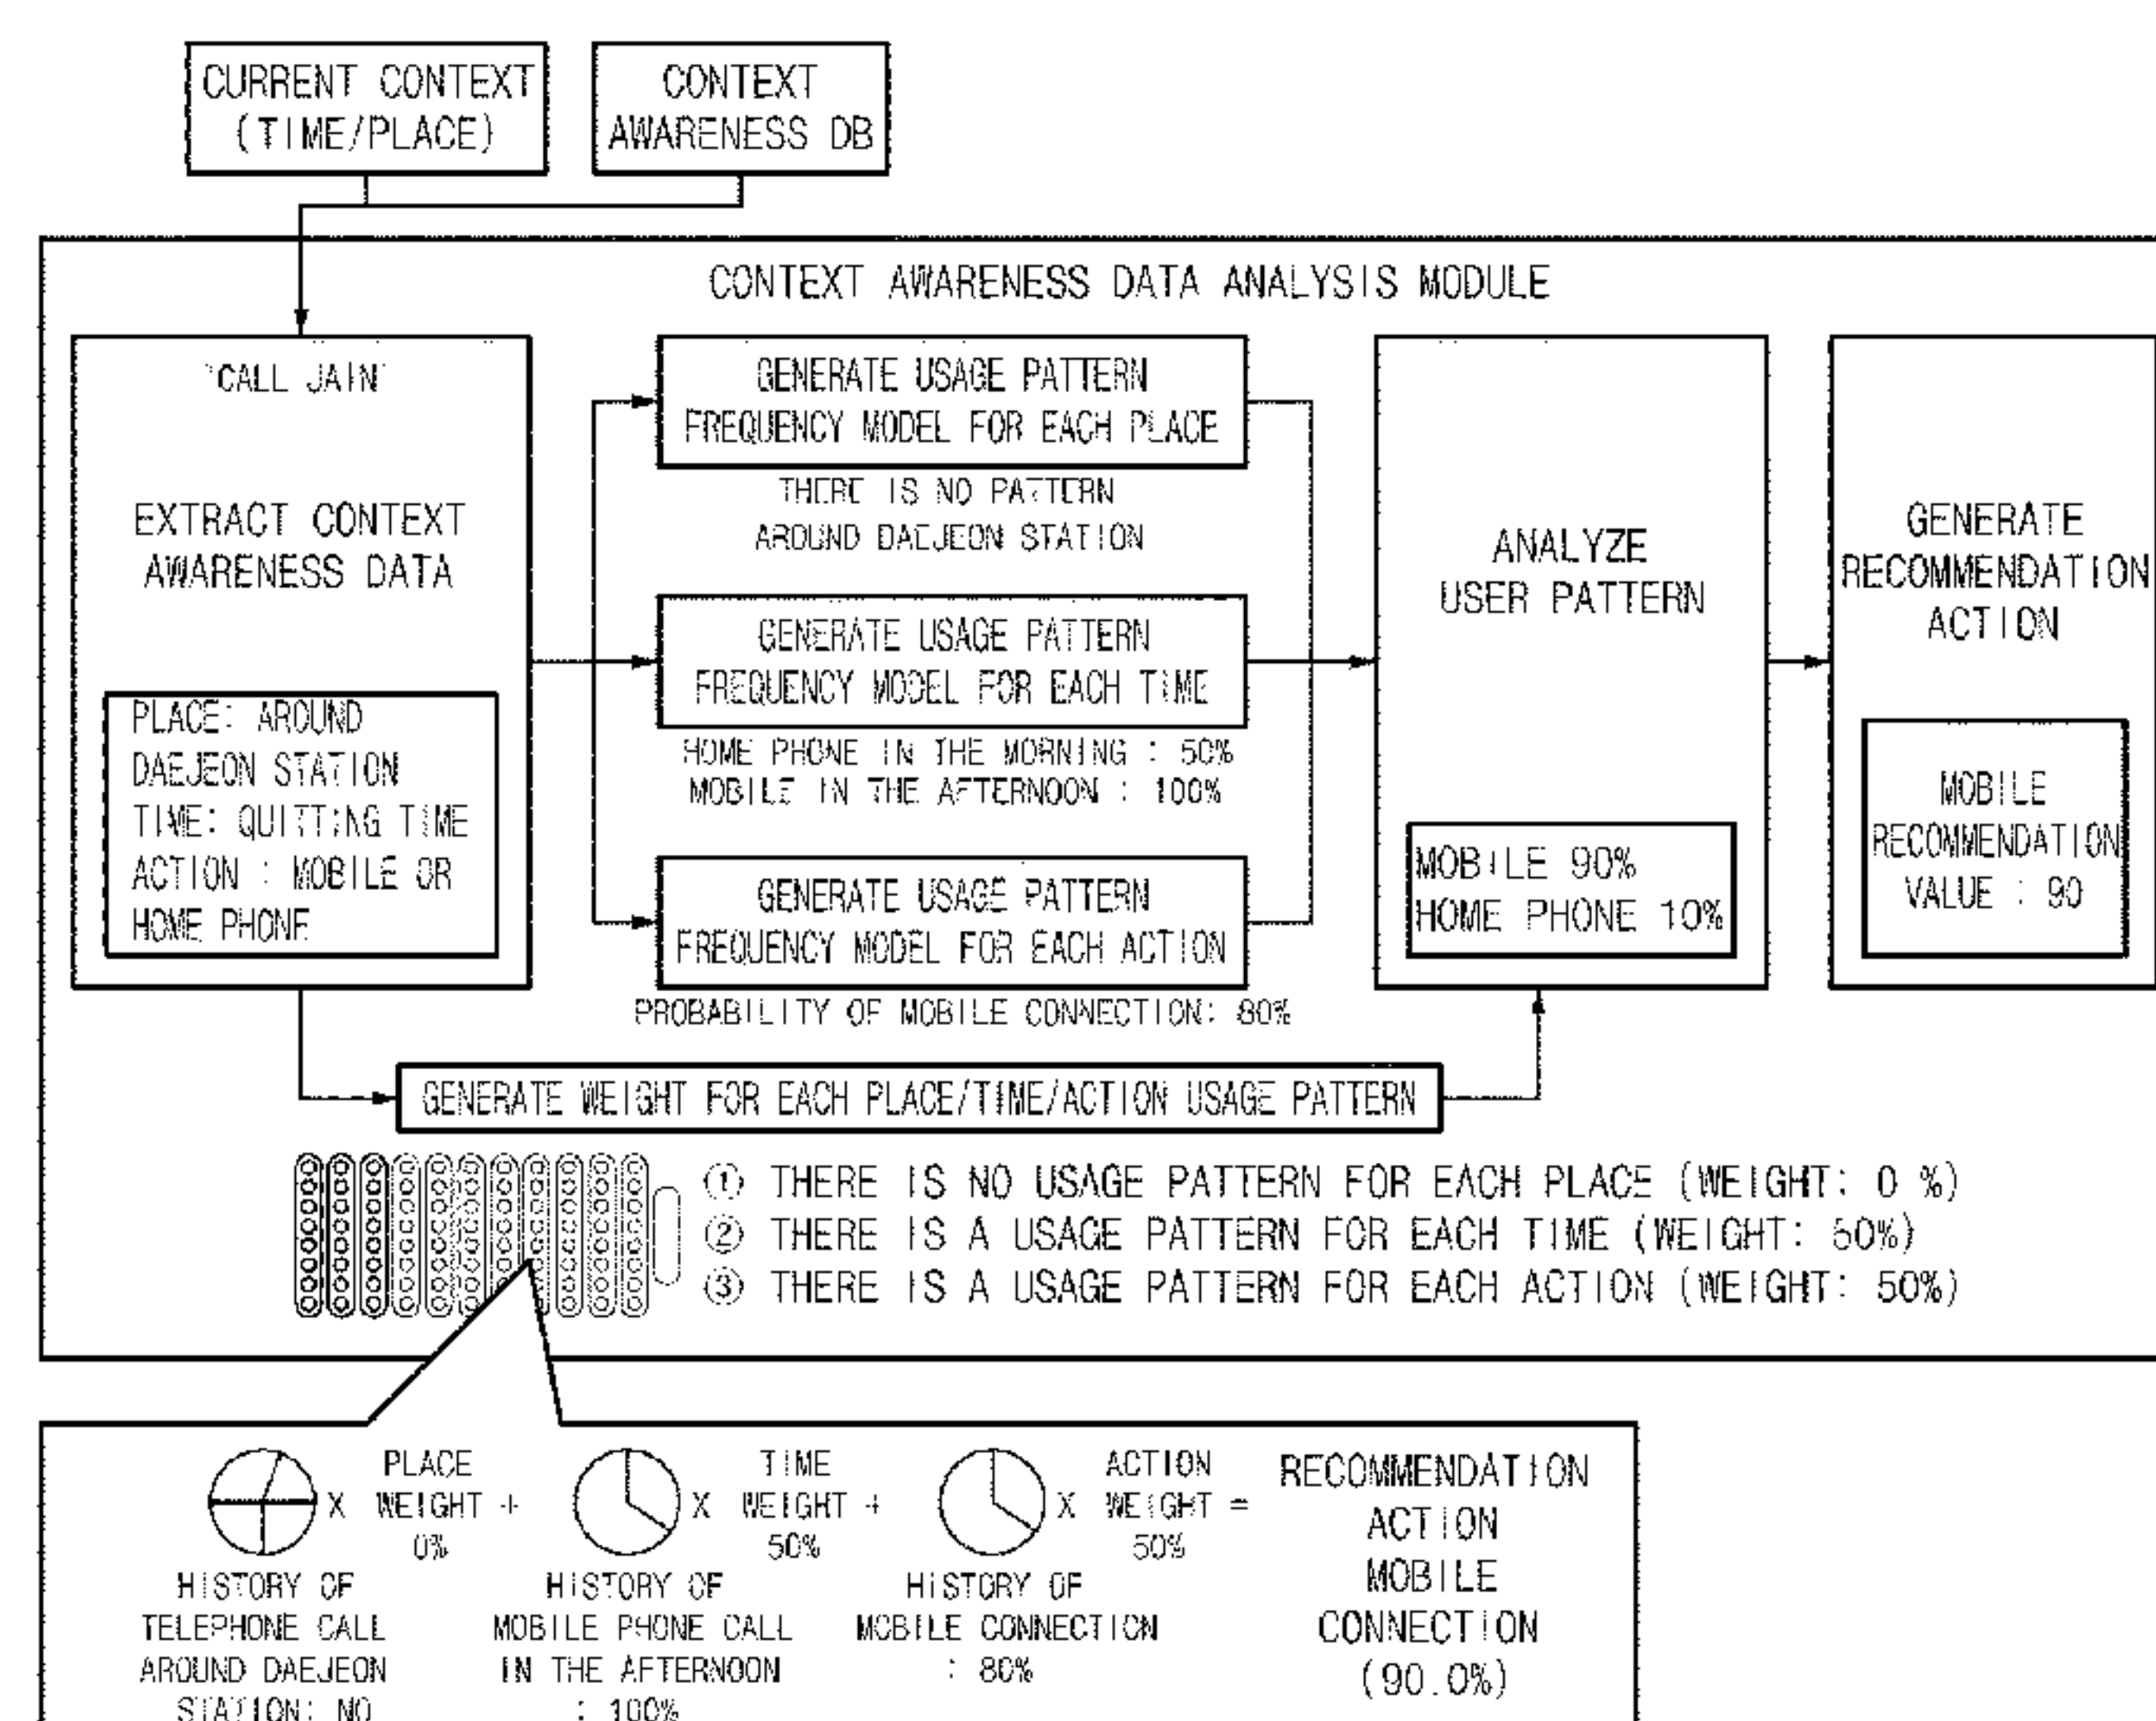 CURRENT CONTEXT
(TIME/PLACE)
CONTEXT
AWARENESS DB
CONTEXT AWARENESS DATA ANALYSIS MODULE
"CALL JAIN"
EXTRACT CONTEXT
AWARENESS DATA
PLACE: AROUND
DAEJEON STATION
TIME: QUITTING TIME
ACTION : MOBILE OR
HOME PHONE
GENERATE USAGE PATTERN
FREQUENCY MODEL FOR EACH PLACE
THERE IS NO PATTERN
AROUND DAEJEON STATION
GENERATE USAGE PATTERN
FREQUENCY MODEL FOR EACH TIME
HOME PHONE IN THE MORNING : 50%
MOBILE IN THE AFTERNOON : 100%
GENERATE USAGE PATTERN
FREQUENCY MODEL FOR EACH ACTION
PROBABILITY OF MOBILE CONNECTION: 80%
ANALYZE
USER PATTERN
MOBILE 90%
HOME PHONE 10%
GENERATE
RECOMMENDATION
ACTION
MOBILE
RECOMMENDATION
VALUE : 90
GENERATE WEIGHT FOR EACH PLACE/TIME/ACTION USAGE PATTERN
① THERE IS NO USAGE PATTERN FOR EACH PLACE (WEIGHT: 0 %)
② THERE IS A USAGE PATTERN FOR EACH TIME (WEIGHT: 50%)
③ THERE IS A USAGE PATTERN FOR EACH ACTION (WEIGHT: 50%)
X PLACE WEIGHT + 0%
HISTORY OF
TELEPHONE CALL
AROUND DAEJEON
STATION: NO
X TIME WEIGHT + 50%
HISTORY OF
MOBILE PHONE CALL
IN THE AFTERNOON
: 100%
X ACTION WEIGHT = 50%
HISTORY OF
MOBILE CONNECTION
: 80%
RECOMMENDATION
ACTION
MOBILE
CONNECTION
(90.0%)